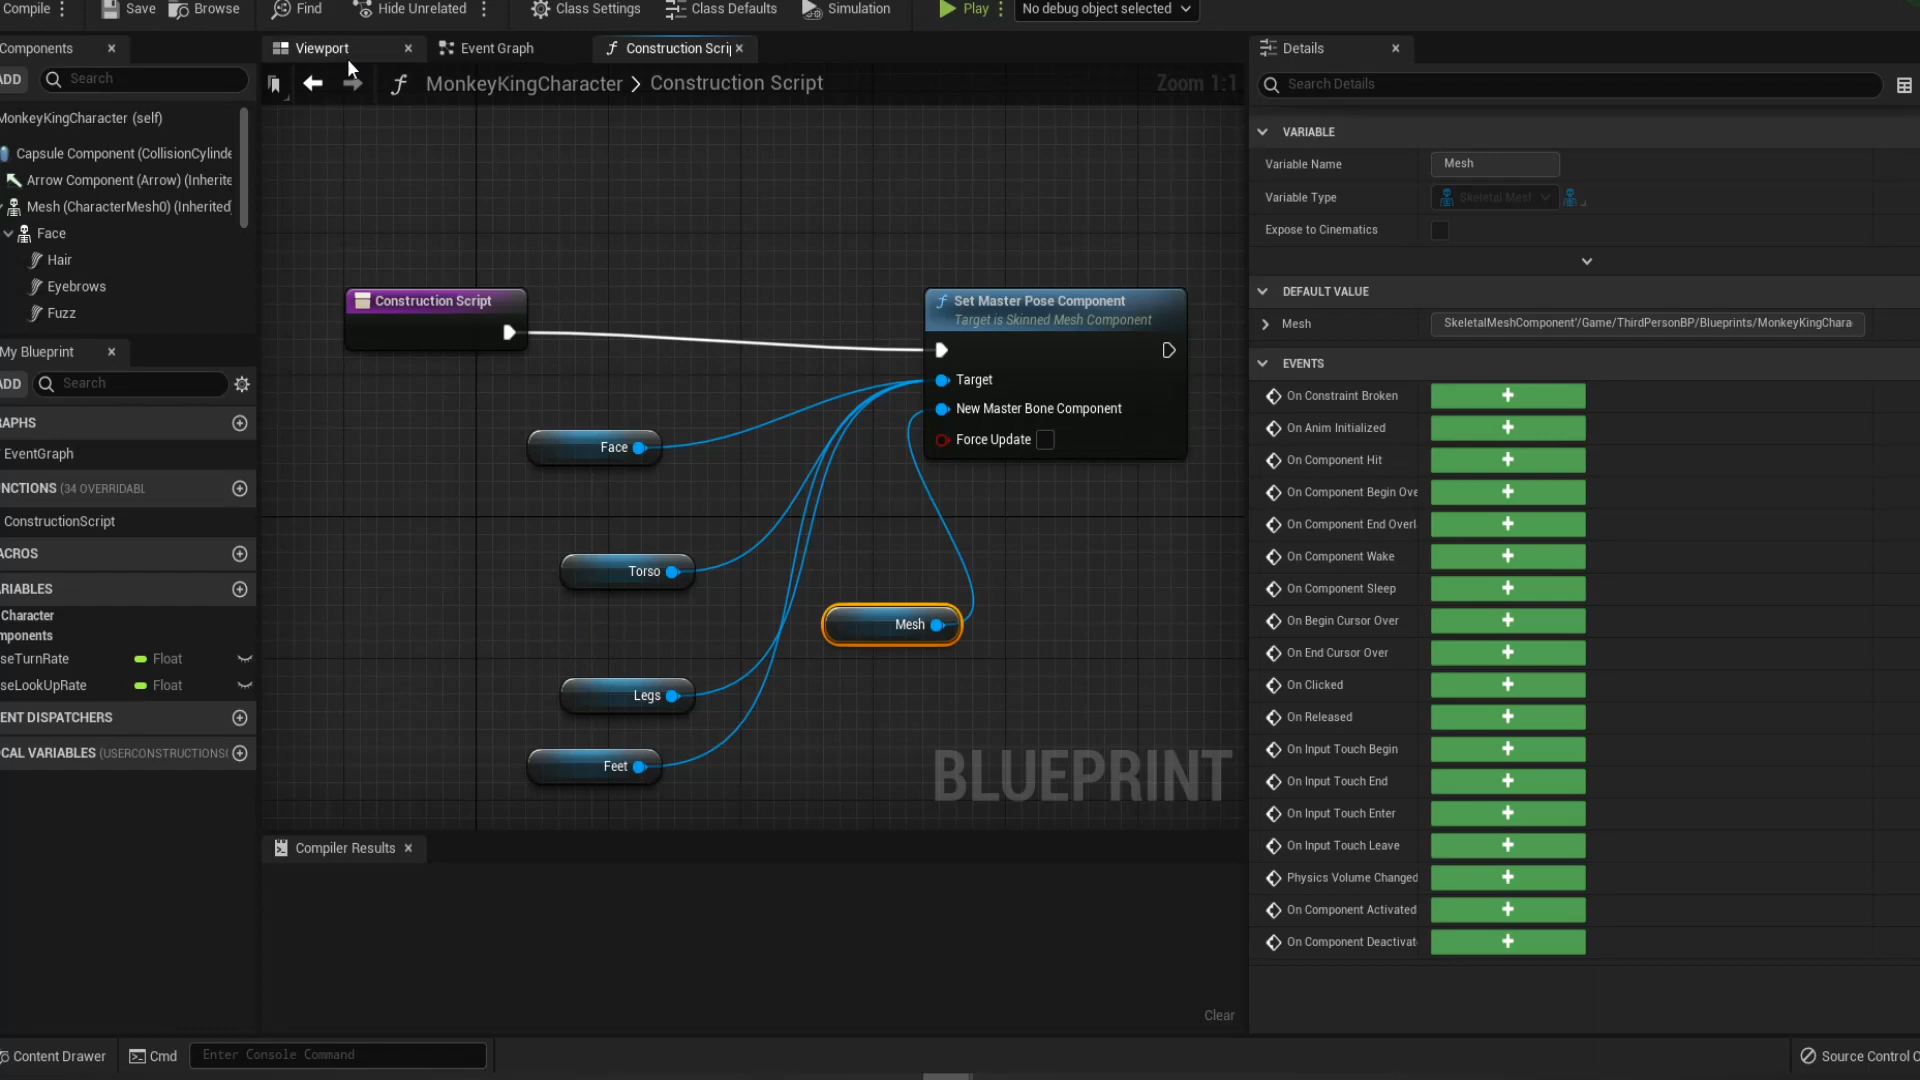 Compile
Save
Browse
Find
Hide Unrelated
Class Settings
Class Defaults
Simulation
Play
No debug object selected
Components
Viewport
Event Graph
Construction Scrip
Details
ADD
Search
MonkeyKingCharacter
Construction Script
Zoom 1:1
Search Details
MonkeyKingCharacter (self)
Capsule Component (CollisionCylinde
Arrow Component (Arrow) (Inherite
Mesh (CharacterMesh0) (Inherited)
Face
Hair
Eyebrows
Fuzz
My Blueprint
ADD
Search
RAPHS
EventGraph
NCTIONS (34 OVERRIDABL
ConstructionScript
ACROS
ARIABLES
Character
mponents
seTurnRate
Float
seLookUpRate
Float
ENT DISPATCHERS
OCAL VARIABLES (USERCONSTRUCTIONS
Construction Script
Set Master Pose Component
Target is Skinned Mesh Component
Target
New Master Bone Component
Force Update
Face
Torso
Mesh
Legs
Feet
BLUEPRINT
Compiler Results
Clear
VARIABLE
Variable Name
Mesh
Variable Type
Skeletal Mesh
Expose to Cinematics
DEFAULT VALUE
Mesh
SkeletalMeshComponent'/Game/ThirdPersonBP/Blueprints/MonkeyKingChara
EVENTS
On Constraint Broken
On Anim Initialized
On Component Hit
On Component Begin Ove
On Component End Overl
On Component Wake
On Component Sleep
On Begin Cursor Over
On End Cursor Over
On Clicked
On Released
On Input Touch Begin
On Input Touch End
On Input Touch Enter
On Input Touch Leave
Physics Volume Changed
On Component Activated
On Component Deactivat
Content Drawer
Cmd
Enter Console Command
Source Control O